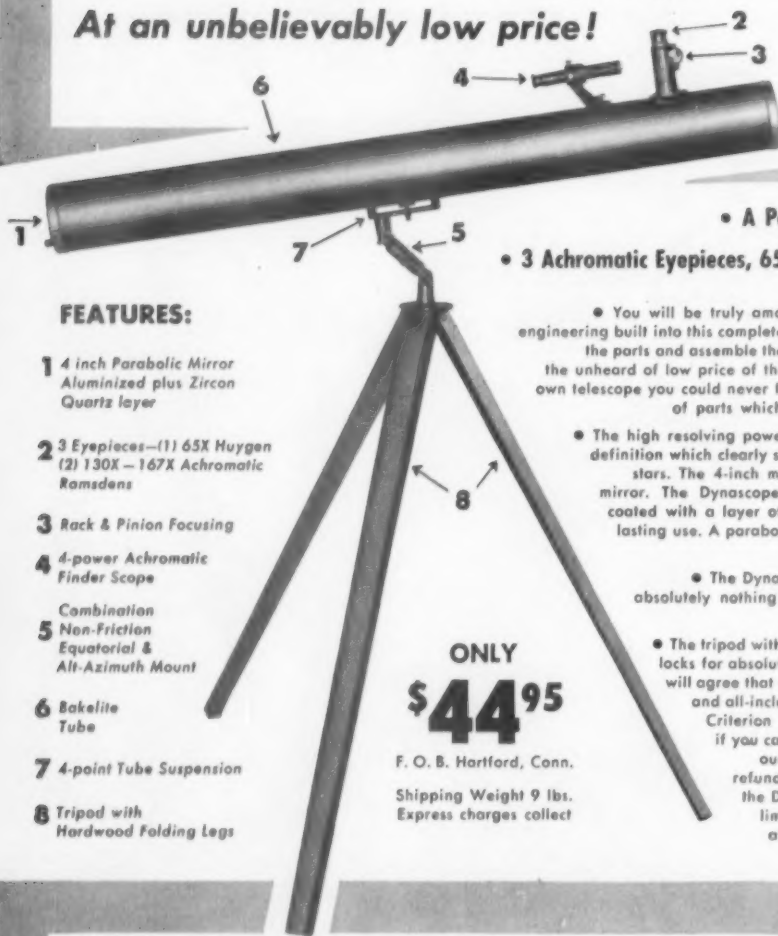 At an unbelievably low price!
2
3
4
6
1
7
5
8
• A P
• 3 Achromatic Eyepieces, 65
FEATURES:
1 4 inch Parabolic Mirror
Aluminized plus Zircon
Quartz layer
2 3 Eyepieces—(1) 65X Huygen
(2) 130X – 167X Achromatic
Ramsdens
3 Rack & Pinion Focusing
4 4-power Achromatic
Finder Scope
5 Combination
Non-Friction
Equatorial &
Alt-Azimuth Mount
6 Bakelite
Tube
7 4-point Tube Suspension
8 Tripod with
Hardwood Folding Legs
ONLY
$44.95
F. O. B. Hartford, Conn.
Shipping Weight 9 lbs.
Express charges collect
• You will be truly
engineering built into this complete
the parts and assemble
the unheard of low price of
own telescope you could never
of parts which
• The high resolving powe
definition which clearly s
stars. The 4-inch m
mirror. The Dynascope
coated with a layer of
lasting use. A parabo
• The Dyna
absolutely nothing
• The tripod with
locks for absolu
will agree that
and all-incl
Criterion
if you ca
ou
refund
the D
lim
a